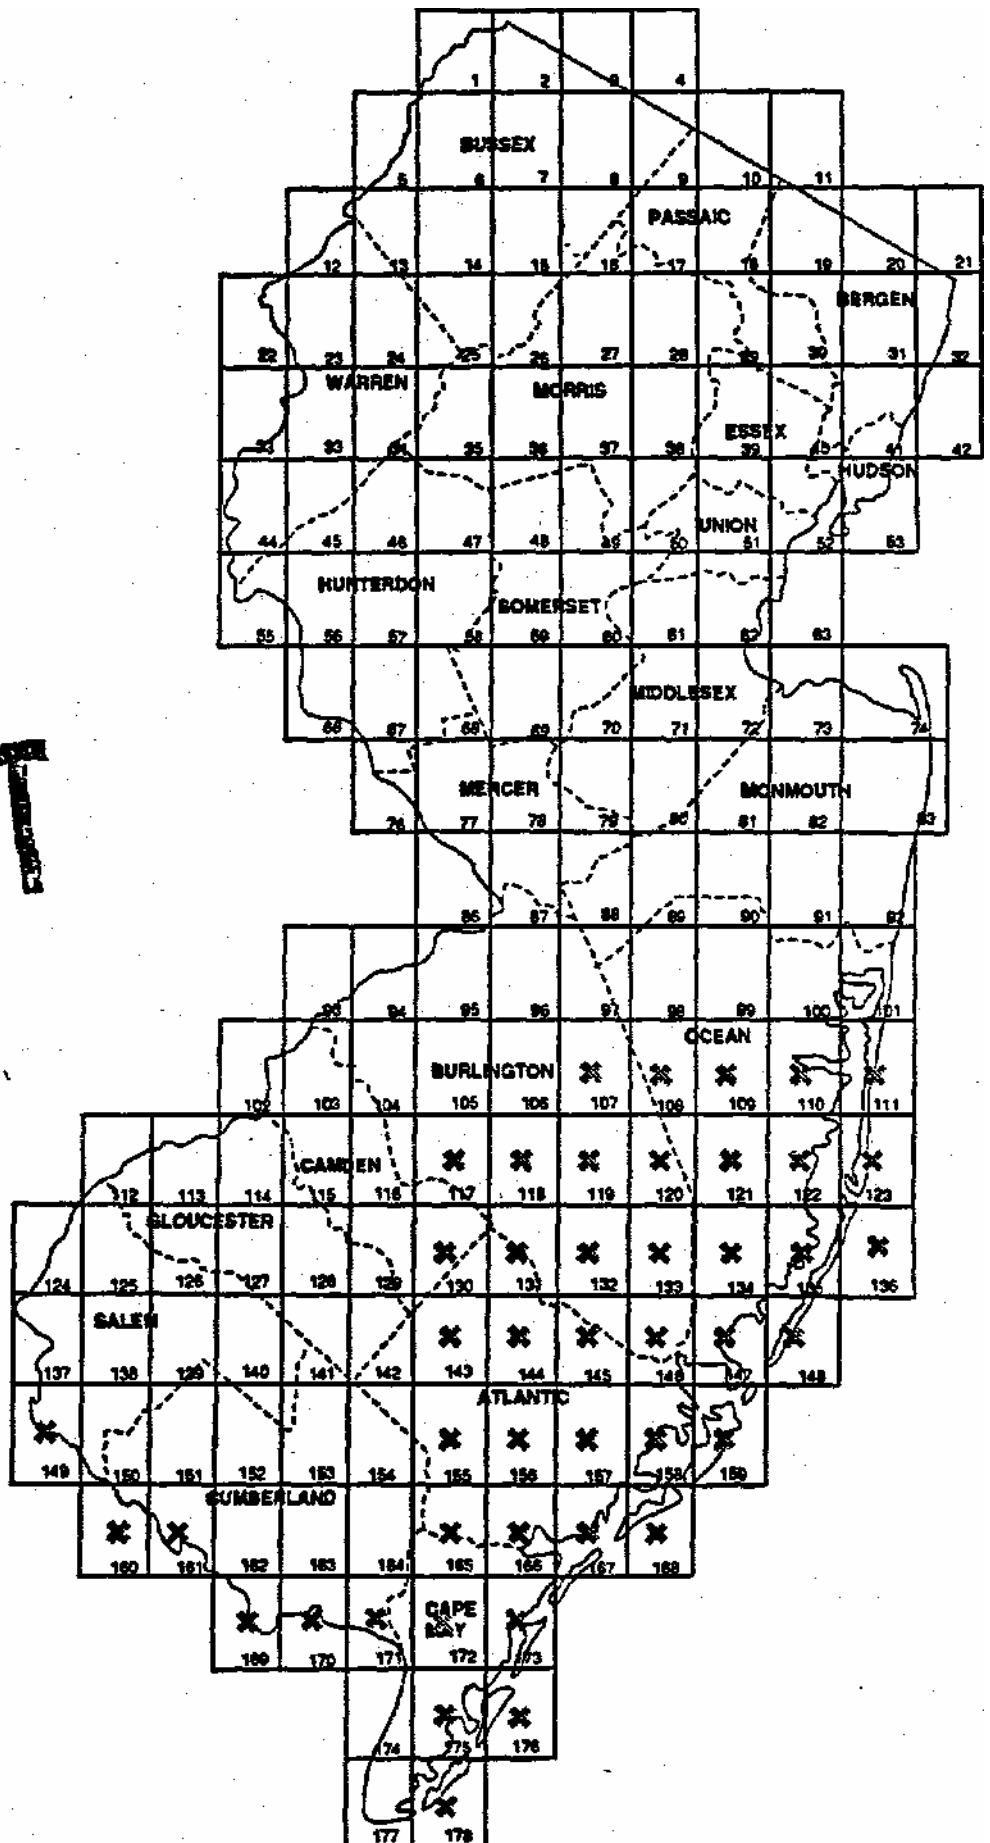 1 2 3 4
SUSSEX
5 6 7 8 9 10 11
PASSAIC
12 13 14 15 16 17 18 19 20 21
BERGEN
22 23 24 25 26 27 28 29 30 31 32
WARREN MORRIS
ESSEX
33 33 34 35 36 37 38 39 40 41 42
HUDSON
UNION
44 45 46 47 48 49 50 51 52 53
HUNTERDON
SOMERSET
55 56 57 58 59 60 61 62 63
MIDDLESEX
66 67 68 69 70 71 72 73 74
MERCER MONMOUTH
76 77 78 79 80 81 82 83
86 87 88 89 90 91 92
93 94 95 96 97 98 99 100 101
OCEAN
BURLINGTON
102 103 104 105 106 107 108 109 110 111
CAMDEN
112 113 114 115 116 117 118 119 120 121 122 123
GLOUCESTER
124 125 126 127 128 129 130 131 132 133 134 135 136
SALEM
137 138 139 140 141 142 143 144 145 146 147 148
ATLANTIC
149 150 151 152 153 154 155 156 157 158 159
CUMBERLAND
160 161 162 163 164 165 166 167 168
CAPE
MAY
169 170 171 172 173
174 175 176
177 178